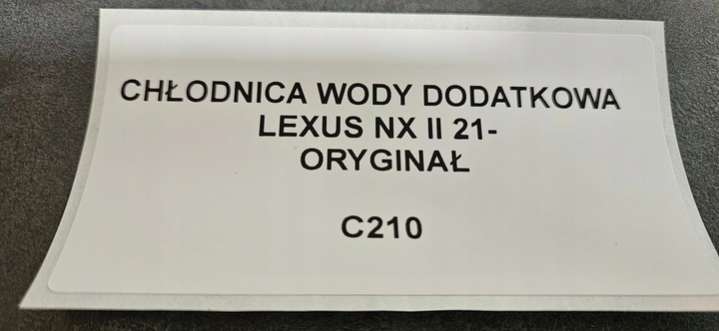 CHŁODNICA WODY DODATKOWA
LEXUS NX II 21-
ORYGINAŁ
C210